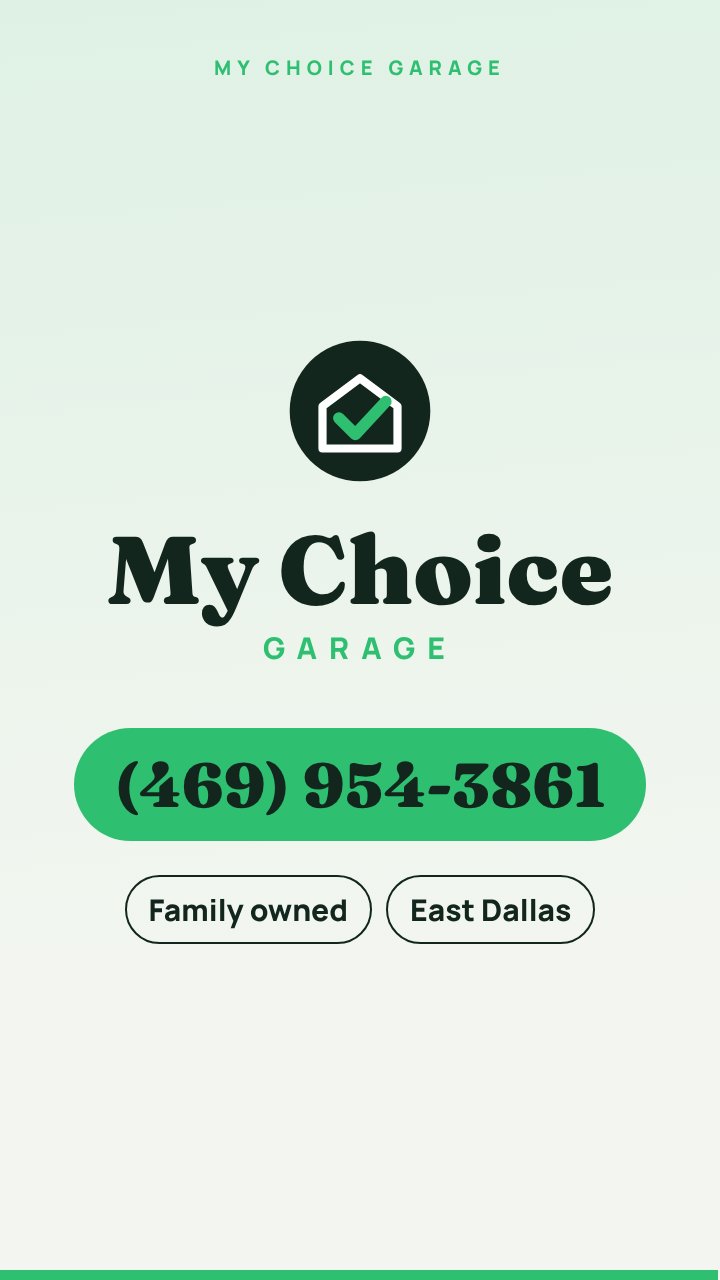 MY CHOICE GARAGE
My Choice
GARAGE
(469) 954-3861
Family owned
East Dallas